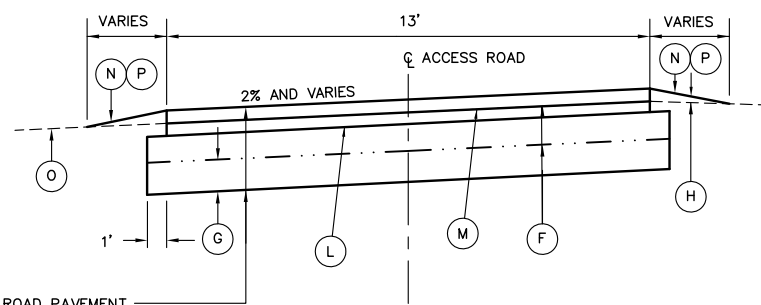 VARIES 13' VARIES
N P ℄ ACCESS ROAD N P
2% AND VARIES
O H
1' G L M F
ROAD PAVEMENT